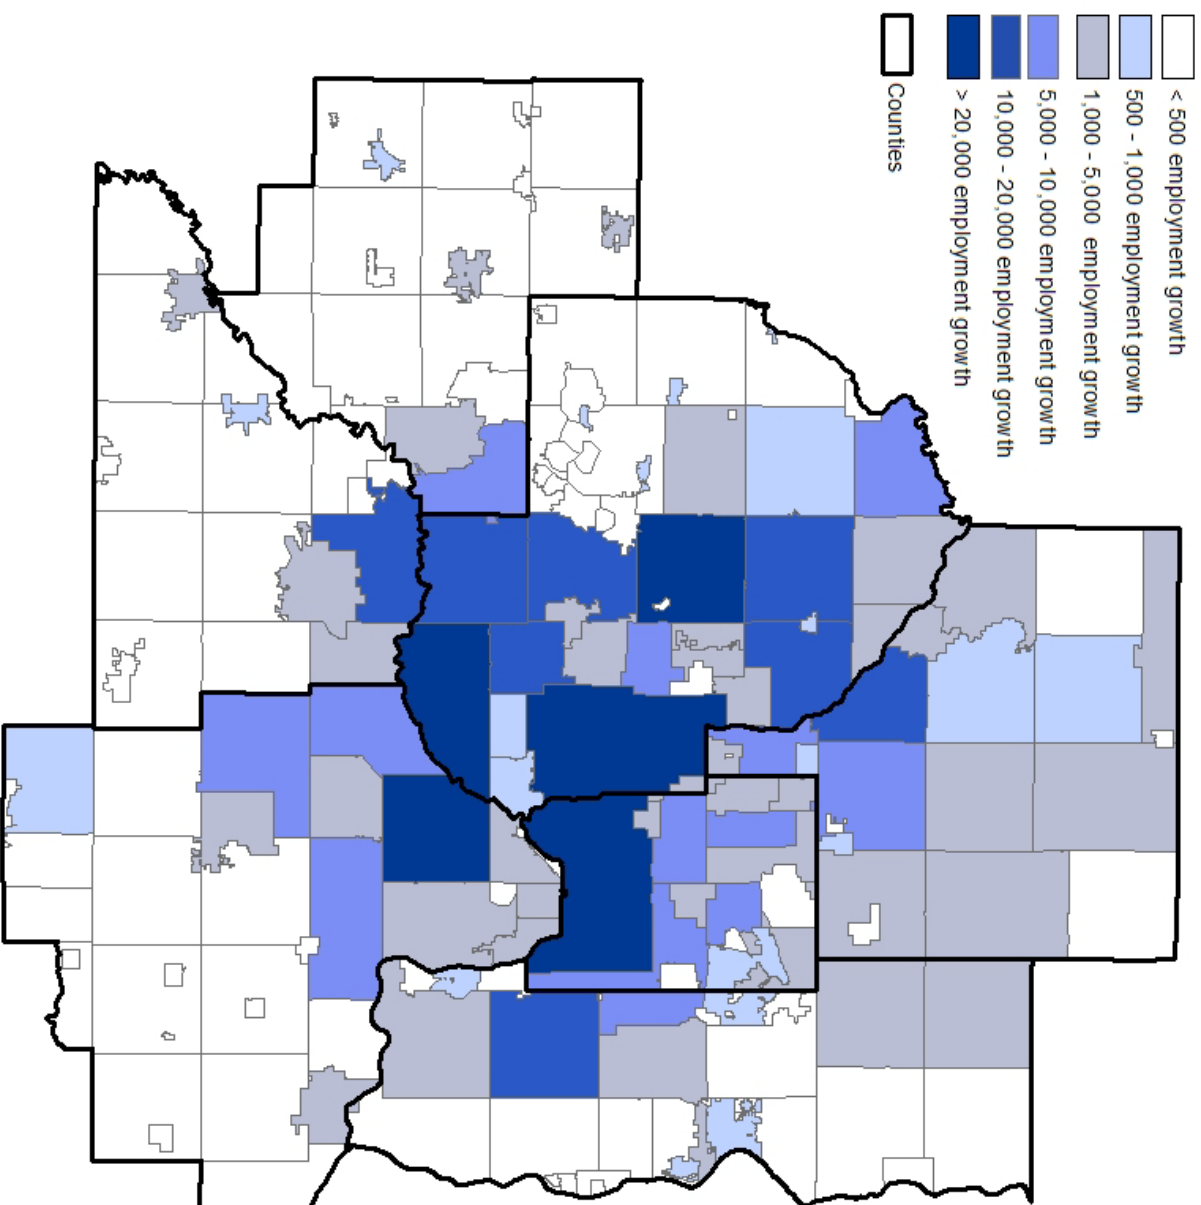 < 500 employment growth
500 - 1,000 employment growth
1,000 - 5,000 employment growth
5,000 - 10,000 employment growth
10,000 - 20,000 employment growth
> 20,000 employment growth
Counties